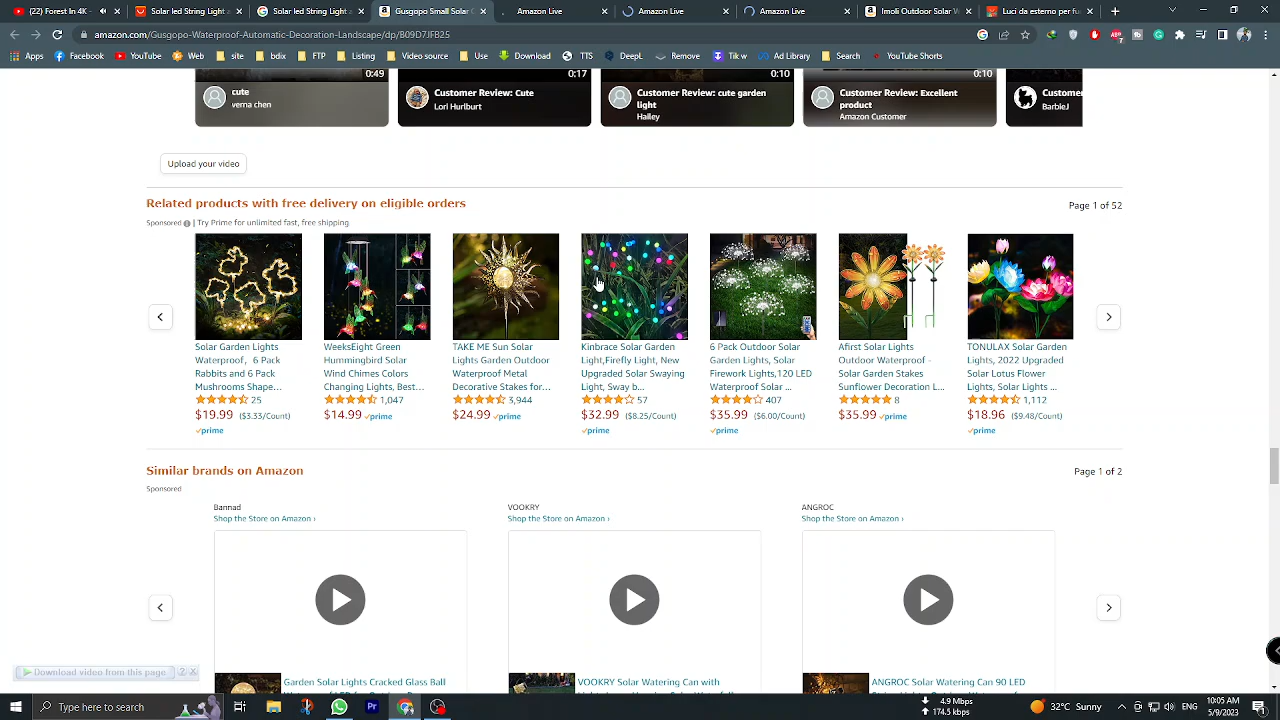 (2) Forest In 4K
Solar garden lights
Google
Solar garden lights
Gusgopo Solar G
Amazon Live
Amazon Live
Amazon Live
Imoli Outdoor Solar
Luci for outdoors
amazon.com/Gusgopo-Waterproof-Automatic-Decoration-Landscape/dp/B09D7JFB25
Apps
Facebook
YouTube
Web
site
bdix
FTP
Listing
Collect video
Use
Download
TTS
DeepL
Remove
Tik w
Ad Library
Search
YouTube Shorts
0:49
0:17
0:10
0:10
cute
verna chen
Customer Review: Cute
Lori Hurlburt
Customer Review: cute garden
light
Hailey
Customer Review: Excellent
product
Amazon Customer
Custome
BarbieJ
Upload your video
Related products with free delivery on eligible orders
Page 1 of 52
Sponsored | Try Prime for unlimited fast, free shipping
Solar Garden Lights
Waterproof, 6 Pack
Rabbits and 6 Pack
Mushrooms Shape...
25
$19.99 ($3.33/Count)
prime
WeeksEight Green
Hummingbird Solar
Wind Chimes Colors
Changing Lights, Best...
1,047
$14.99 prime
TAKE ME Sun Solar
Lights Garden Outdoor
Waterproof Metal
Decorative Stakes for...
3,944
$24.99 prime
Kinbrace Solar Garden
Light,Firefly Light, New
Upgraded Solar Swaying
Light, Sway b...
57
$32.99 ($8.25/Count)
prime
6 Pack Outdoor Solar
Garden Lights, Solar
Firework Lights,120 LED
Waterproof Solar ...
407
$35.99 ($6.00/Count)
prime
Afirst Solar Lights
Outdoor Waterproof -
Solar Garden Stakes
Sunflower Decoration L...
8
$35.99 prime
TONULAX Solar Garden
Lights, 2022 Upgraded
Solar Lotus Flower
Lights, Solar Lights ...
1,112
$18.96 ($9.48/Count)
prime
Similar brands on Amazon
Page 1 of 2
Sponsored
Bannad
Shop the Store on Amazon ›
VOOKRY
Shop the Store on Amazon ›
ANGROC
Shop the Store on Amazon ›
Garden Solar Lights Cracked Glass Ball
VOOKRY Solar Watering Can with
ANGROC Solar Watering Can 90 LED
Download video from this page
Type here to search
4.9 Mbps
174.5 kbps
32°C Sunny
10:05 AM
5/9/2023